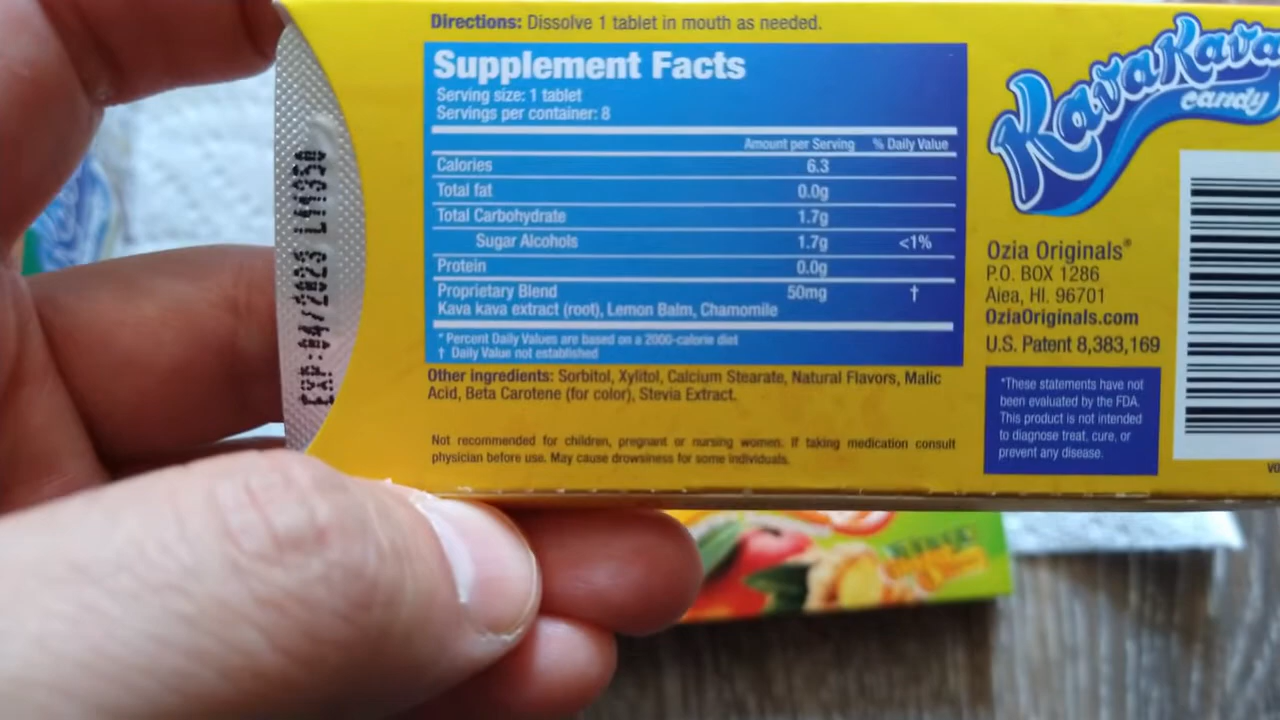 Directions: Dissolve 1 tablet in mouth as needed.
Supplement Facts
Serving size: 1 tablet
Servings per container: 8
Amount per Serving % Daily Value
Calories 6.3
Total fat 0.0g
Total Carbohydrate 1.7g
Sugar Alcohols 1.7g <1%
Protein 0.0g
Proprietary Blend 50mg †
Kava kava extract (root), Lemon Balm, Chamomile
* Percent Daily Values are based on a 2000-calorie diet
† Daily Value not established
Other ingredients: Sorbitol, Xylitol, Calcium Stearate, Natural Flavors, Malic
Acid, Beta Carotene (for color), Stevia Extract.
Not recommended for children, pregnant or nursing women. If taking medication consult
physician before use. May cause drowsiness for some individuals.
KavaKava
candy
Ozia Originals®
P.O. BOX 1286
Aiea, HI. 96701
OziaOriginals.com
U.S. Patent 8,383,169
*These statements have not
been evaluated by the FDA.
This product is not intended
to diagnose treat, cure, or
prevent any disease.
EXP:04/2023